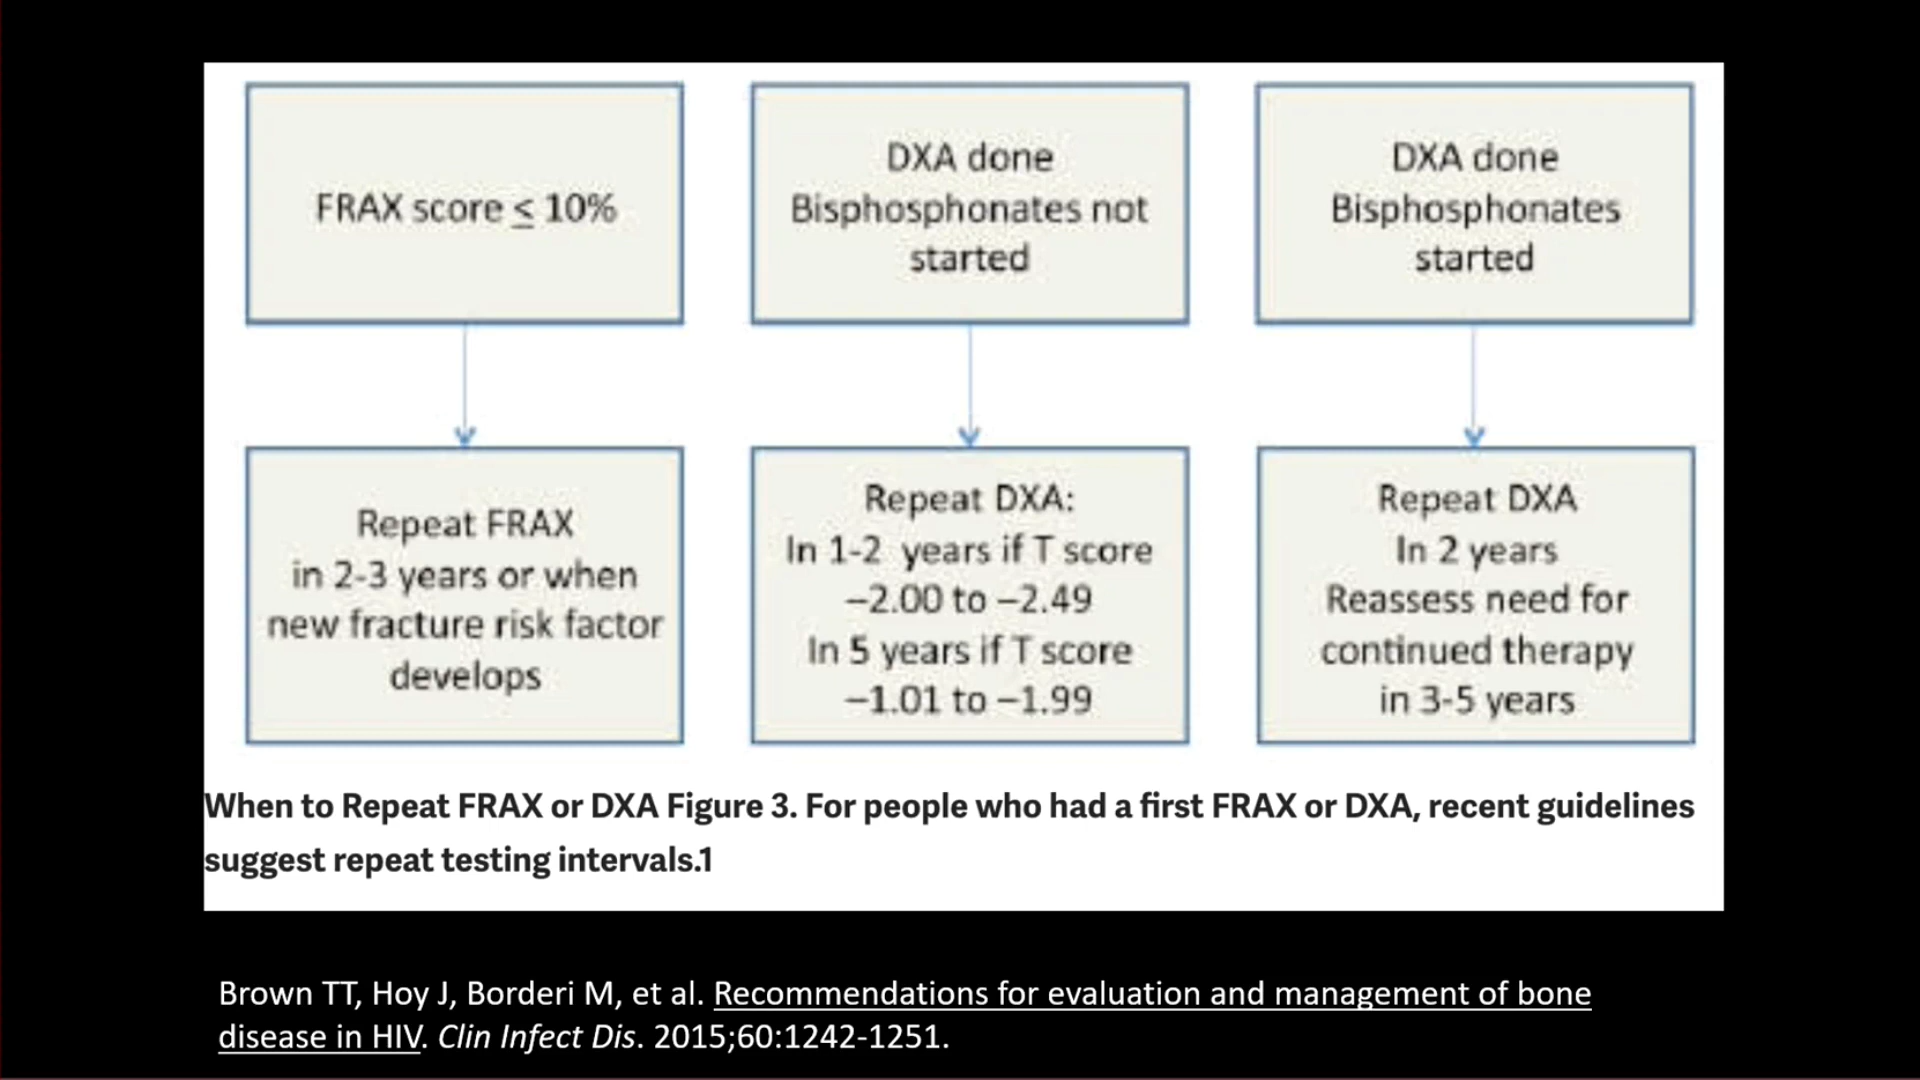 FRAX score ≤ 10%
DXA done
Bisphosphonates not
started
DXA done
Bisphosphonates
started
Repeat FRAX
in 2-3 years or when
new fracture risk factor
develops
Repeat DXA:
In 1-2 years if T score
–2.00 to –2.49
In 5 years if T score
–1.01 to –1.99
Repeat DXA
In 2 years
Reassess need for
continued therapy
in 3-5 years
When to Repeat FRAX or DXA Figure 3. For people who had a first FRAX or DXA, recent guidelines
suggest repeat testing intervals.1
Brown TT, Hoy J, Borderi M, et al. Recommendations for evaluation and management of bone
disease in HIV. Clin Infect Dis. 2015;60:1242-1251.